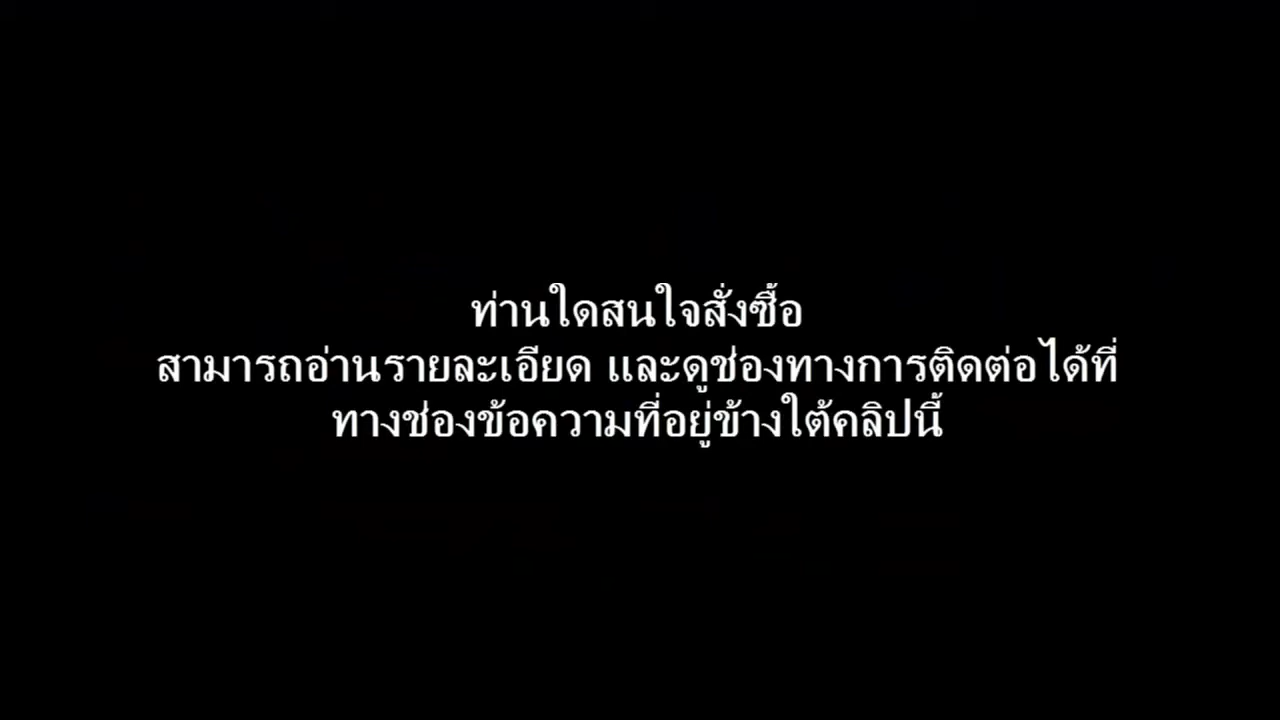 ท่านใดสนใจสั่งซื้อ
สามารถอ่านรายละเอียด และดูช่องทางการติดต่อได้ที่
ทางช่องข้อความที่อยู่ข้างใต้คลิปนี้